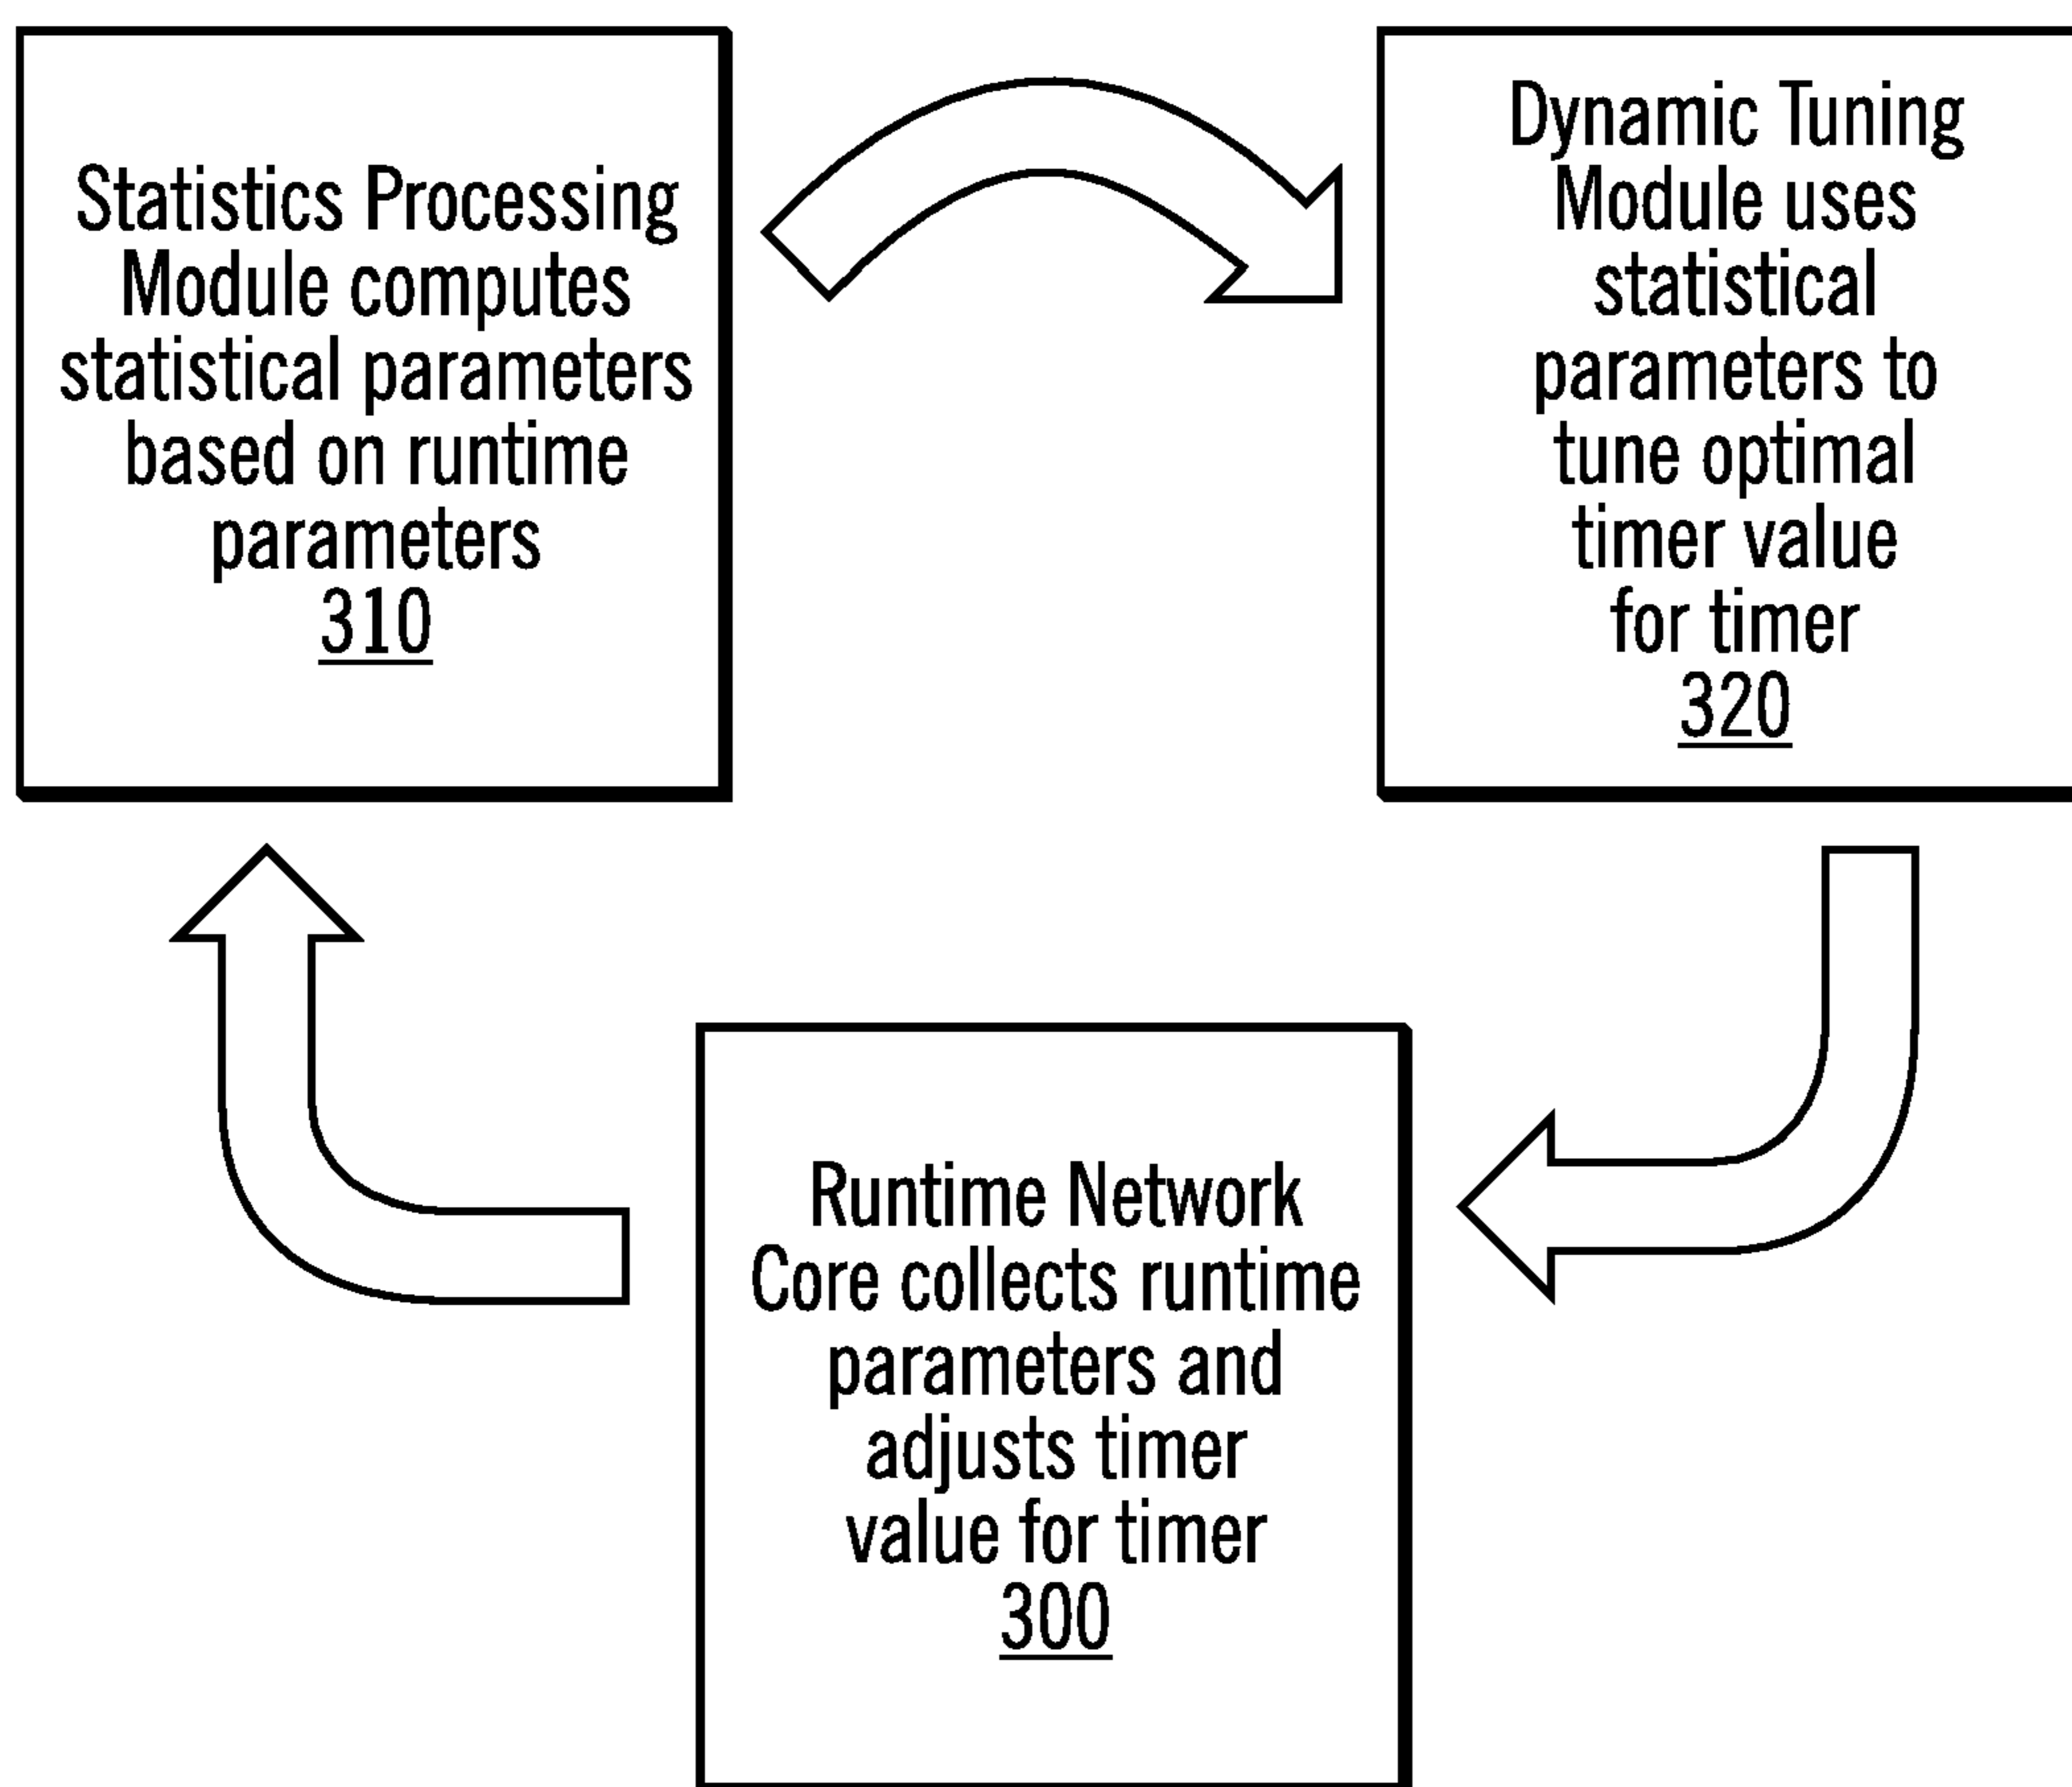 Statistics Processing
Module computes
statistical parameters
based on runtime
parameters
310
Dynamic Tuning
Module uses
statistical
parameters to
tune optimal
timer value
for timer
320
Runtime Network
Core collects runtime
parameters and
adjusts timer
value for timer
300